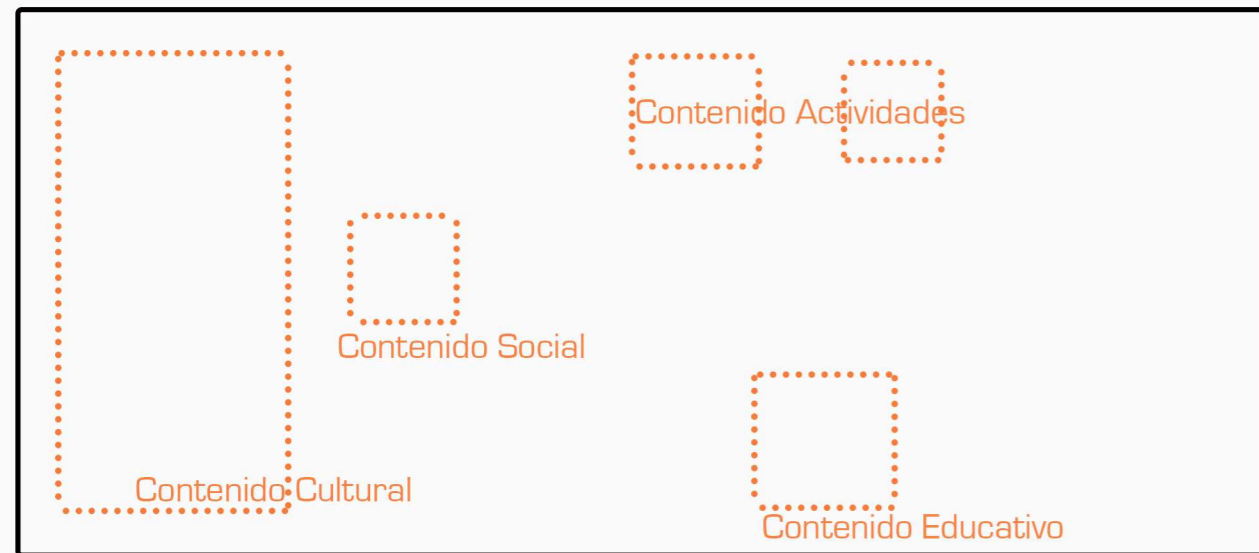 Contenido Actividades
Contenido Social
Contenido Cultural
Contenido Educativo